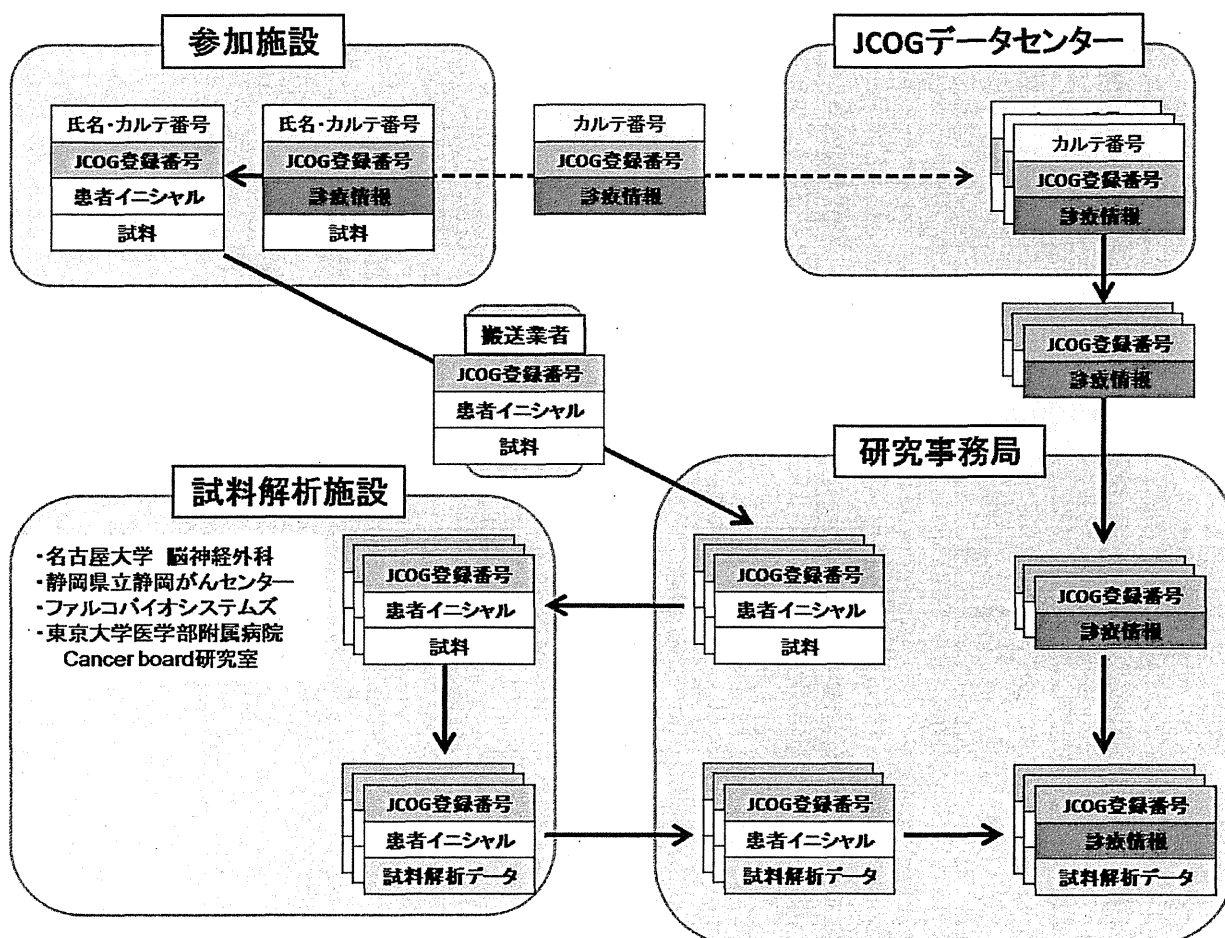 参加施設
JCOGデータセンター
氏名・カルテ番号
JCOG登録番号
患者イニシャル
試料
氏名・カルテ番号
JCOG登録番号
診療情報
試料
カルテ番号
JCOG登録番号
診療情報
カルテ番号
JCOG登録番号
診療情報
搬送業者
JCOG登録番号
患者イニシャル
試料
JCOG登録番号
診療情報
試料解析施設
・名古屋大学 脳神経外科
・静岡県立静岡がんセンター
・ファルコバイオシステムズ
・東京大学医学部附属病院
Cancer board研究室
JCOG登録番号
患者イニシャル
試料
JCOG登録番号
患者イニシャル
試料解析データ
研究事務局
JCOG登録番号
患者イニシャル
試料
JCOG登録番号
診療情報
JCOG登録番号
患者イニシャル
試料解析データ
JCOG登録番号
診療情報
試料解析データ